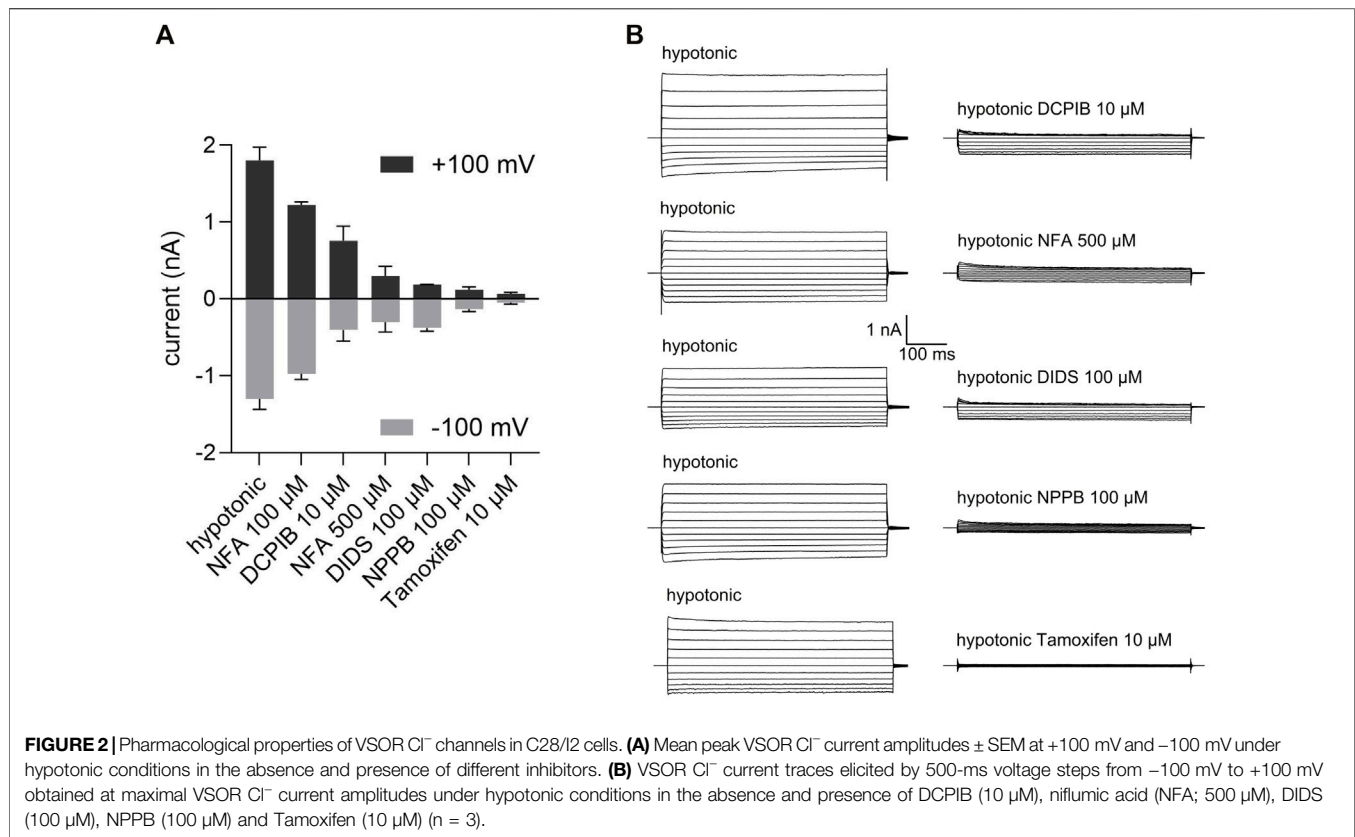 A
2
1
0
-1
-2
current (nA)
+100 mV
-100 mV
hypotonic
NFA 100 µM
DCPIB 10 µM
NFA 500 µM
DIDS 100 µM
NPPB 100 µM
Tamoxifen 10 µM
B
hypotonic
hypotonic DCPIB 10 µM
hypotonic
hypotonic NFA 500 µM
1 nA
100 ms
hypotonic
hypotonic DIDS 100 µM
hypotonic
hypotonic NPPB 100 µM
hypotonic
hypotonic Tamoxifen 10 µM
FIGURE 2 | Pharmacological properties of VSOR Cl⁻ channels in C28/I2 cells. (A) Mean peak VSOR Cl⁻ current amplitudes ± SEM at +100 mV and −100 mV under
hypotonic conditions in the absence and presence of different inhibitors. (B) VSOR Cl⁻ current traces elicited by 500-ms voltage steps from −100 mV to +100 mV
obtained at maximal VSOR Cl⁻ current amplitudes under hypotonic conditions in the absence and presence of DCPIB (10 µM), niflumic acid (NFA; 500 µM), DIDS
(100 µM), NPPB (100 µM) and Tamoxifen (10 µM) (n = 3).